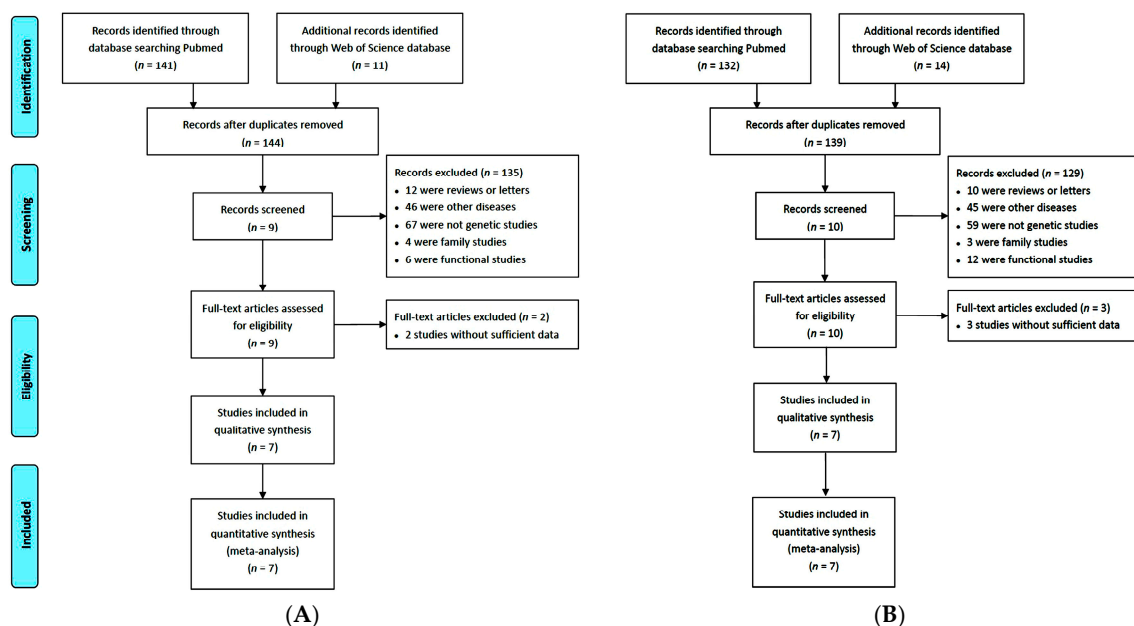 Identification
Screening
Eligibility
Included
Records identified through
database searching Pubmed
(n = 141)
Additional records identified
through Web of Science database
(n = 11)
Records after duplicates removed
(n = 144)
Records screened
(n = 9)
Records excluded (n = 135)
• 12 were reviews or letters
• 46 were other diseases
• 67 were not genetic studies
• 4 were family studies
• 6 were functional studies
Full-text articles assessed
for eligibility
(n = 9)
Full-text articles excluded (n = 2)
• 2 studies without sufficient data
Studies included in
qualitative synthesis
(n = 7)
Studies included in
quantitative synthesis
(meta-analysis)
(n = 7)
(A)
Records identified through
database searching Pubmed
(n = 132)
Additional records identified
through Web of Science database
(n = 14)
Records after duplicates removed
(n = 139)
Records screened
(n = 10)
Records excluded (n = 129)
• 10 were reviews or letters
• 45 were other diseases
• 59 were not genetic studies
• 3 were family studies
• 12 were functional studies
Full-text articles assessed
for eligibility
(n = 10)
Full-text articles excluded (n = 3)
• 3 studies without sufficient data
Studies included in
qualitative synthesis
(n = 7)
Studies included in
quantitative synthesis
(meta-analysis)
(n = 7)
(B)